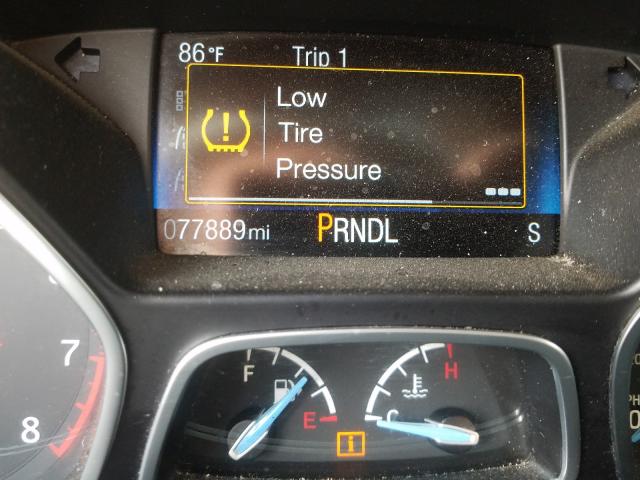 86°F Trip 1
Low
Tire
Pressure
077889mi PRNDL S
7
8
F
E
i
C
H